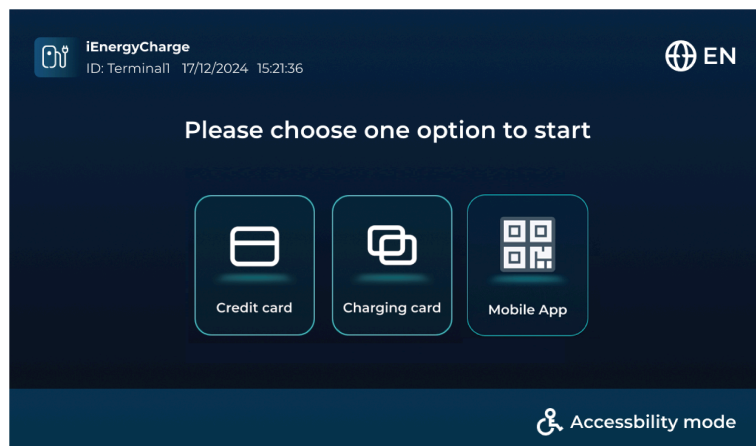 iEnergyCharge
ID: Terminal1 17/12/2024 15:21:36
EN
Please choose one option to start
Credit card
Charging card
Mobile App
Accessbility mode